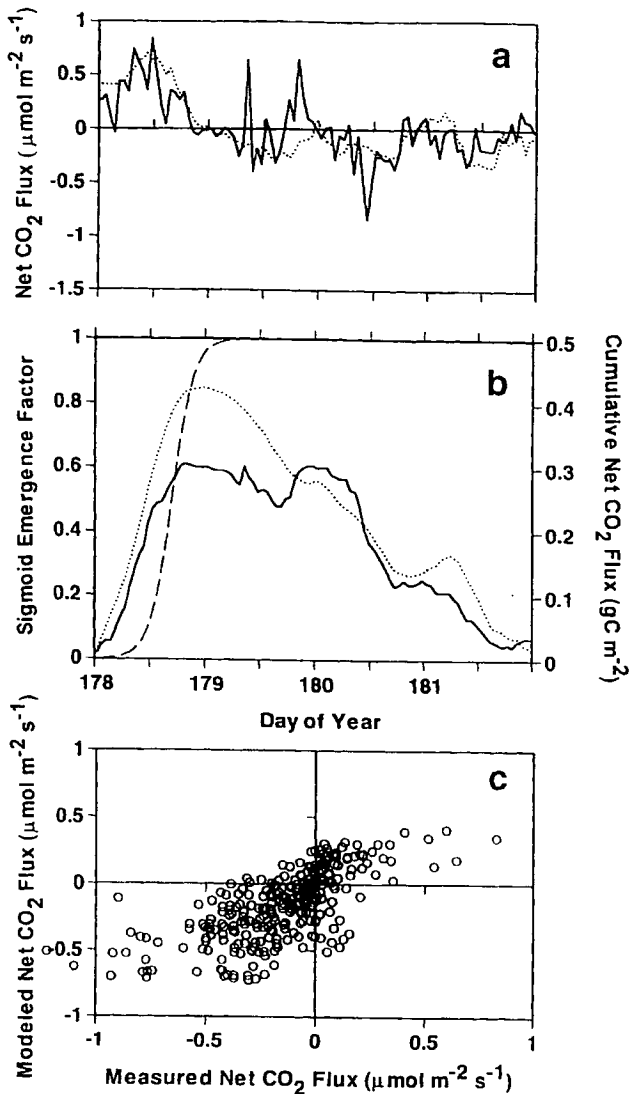 a
1
0.5
0
-0.5
-1
-1.5
Net CO2 Flux (μmol m−2 s−1)
b
1
0.8
0.6
0.4
0.2
0
Sigmoid Emergence Factor
0.5
0.4
0.3
0.2
0.1
0
Cumulative Net CO2 Flux (gC m−2)
178 179 180 181
Day of Year
c
1
0.5
0
-0.5
-1
Modeled Net CO2 Flux (μmol m−2 s−1)
-1 -0.5 0 0.5 1
Measured Net CO2 Flux (μmol m−2 s−1)